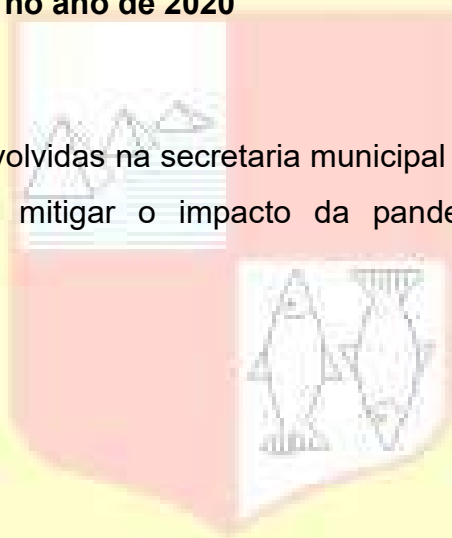 no ano de 2020
volvidas na secretaria municipal
mitigar o impacto da pande